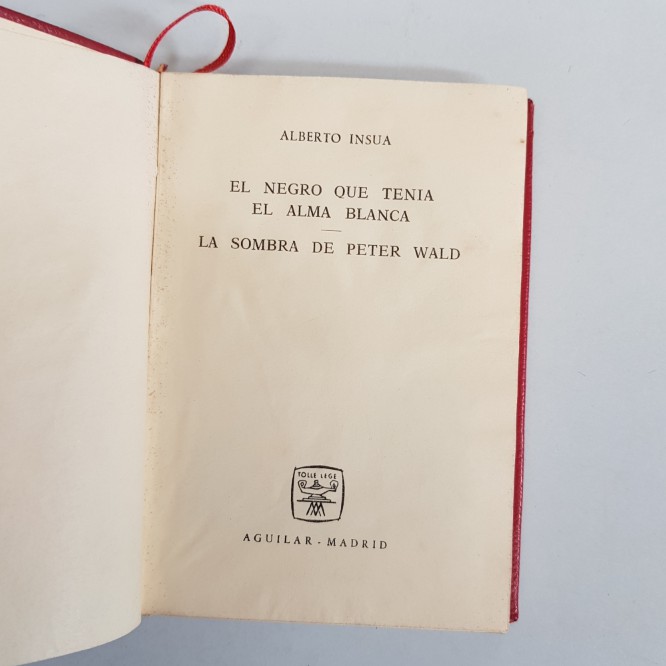 ALBERTO INSUA
EL NEGRO QUE TENIA
EL ALMA BLANCA
LA SOMBRA DE PETER WALD
TOLLE LEGE
AGUILAR - MADRID